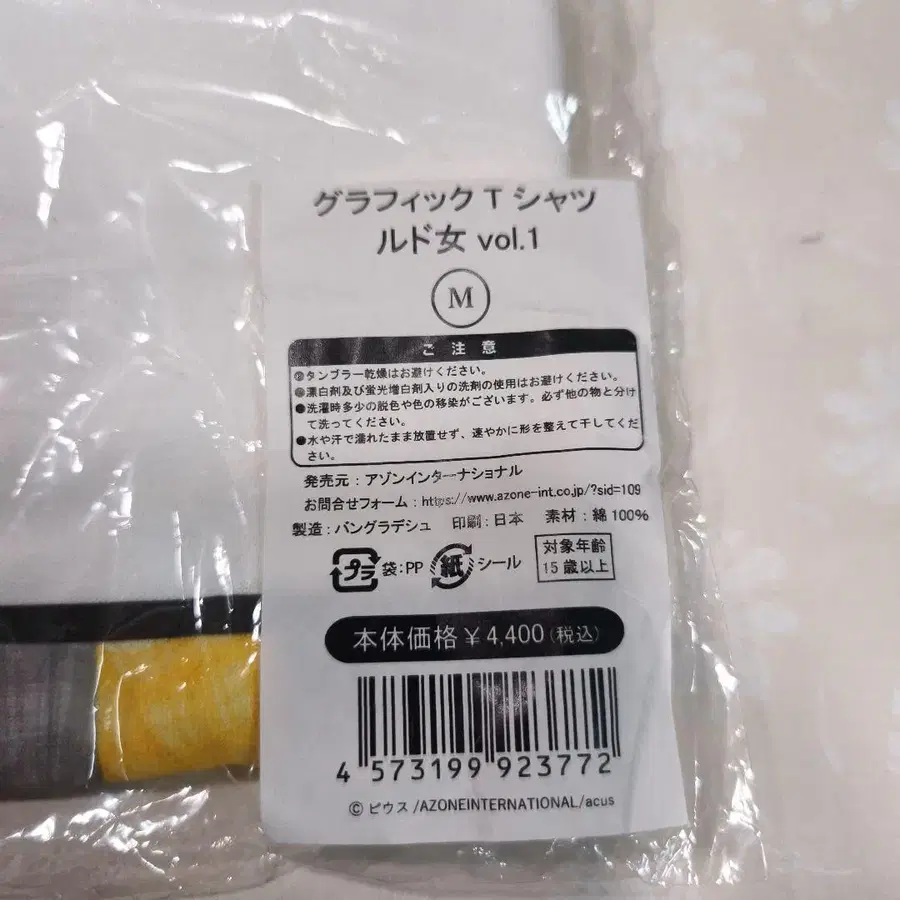 グラフィック T シャツ
ルド女 vol.1
M
ご注意
●タンブラー乾燥はお避けください。
●漂白剤及び蛍光増白剤入りの洗剤の使用はお避けください。
●洗濯時多少の脱色や色の移染がございます。必ず他の物と分け
て洗ってください。
●水や汗で濡れたまま放置せず、速やかに形を整えて干してくだ
さい。
発売元：アゾンインターナショナル
お問合せフォーム：https://www.azone-int.co.jp/?sid=109
製造：バングラデシュ 印刷：日本 素材：綿100%
プラ 袋：PP 紙 シール
対象年齢
15歳以上
本体価格￥4,400(税込)
4 573199 923772
©ピウス/AZONEINTERNATIONAL/acus